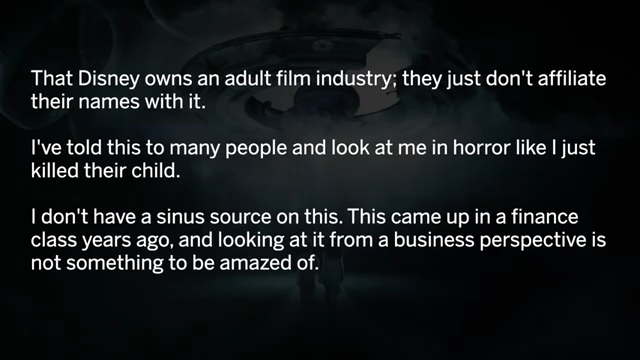 That Disney owns an adult film industry; they just don't affiliate
their names with it.
I've told this to many people and look at me in horror like I just
killed their child.
I don't have a sinus source on this. This came up in a finance
class years ago, and looking at it from a business perspective is
not something to be amazed of.